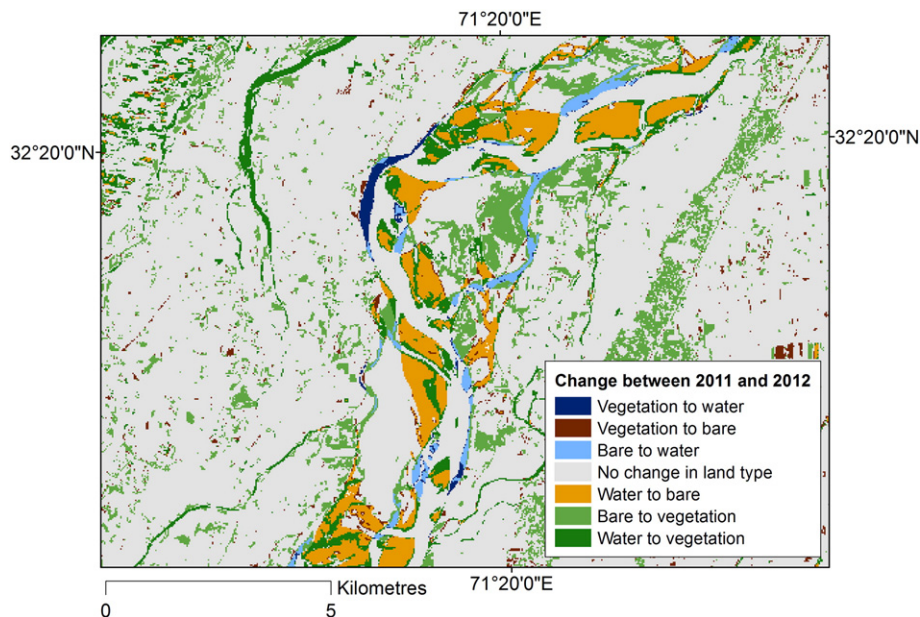 71°20'0"E
32°20'0"N
32°20'0"N
Change between 2011 and 2012
Vegetation to water
Vegetation to bare
Bare to water
No change in land type
Water to bare
Bare to vegetation
Water to vegetation
Kilometres
71°20'0"E
0 5